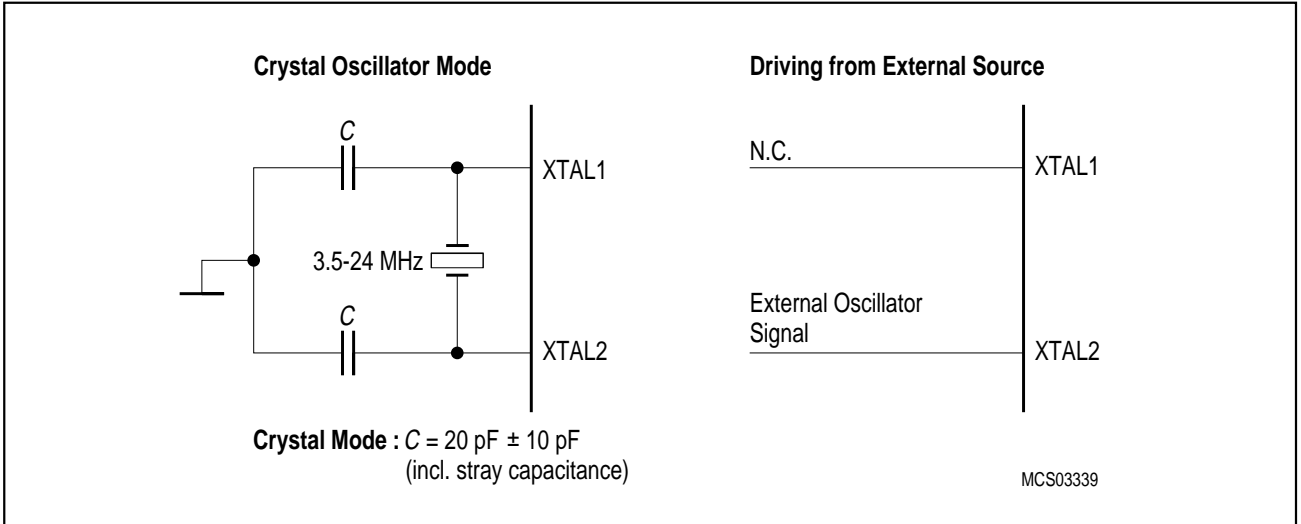 Crystal Oscillator Mode
C
XTAL1
3.5-24 MHz
C
XTAL2
Crystal Mode : C = 20 pF ± 10 pF
(incl. stray capacitance)
Driving from External Source
N.C.
XTAL1
External Oscillator
Signal
XTAL2
MCS03339